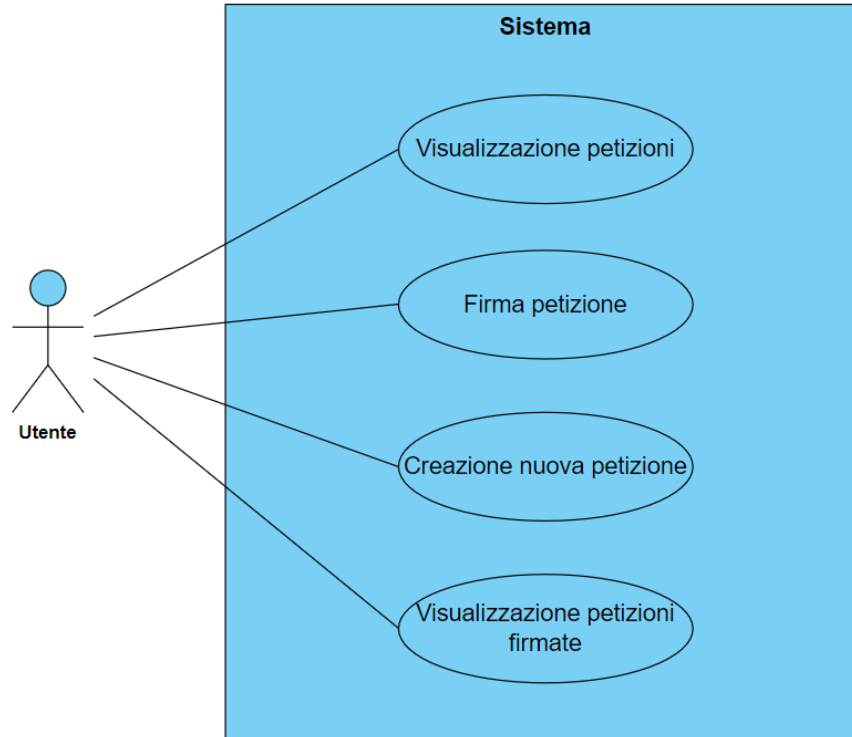 Sistema
Visualizzazione petizioni
Firma petizione
Utente
Creazione nuova petizione
Visualizzazione petizioni
firmate